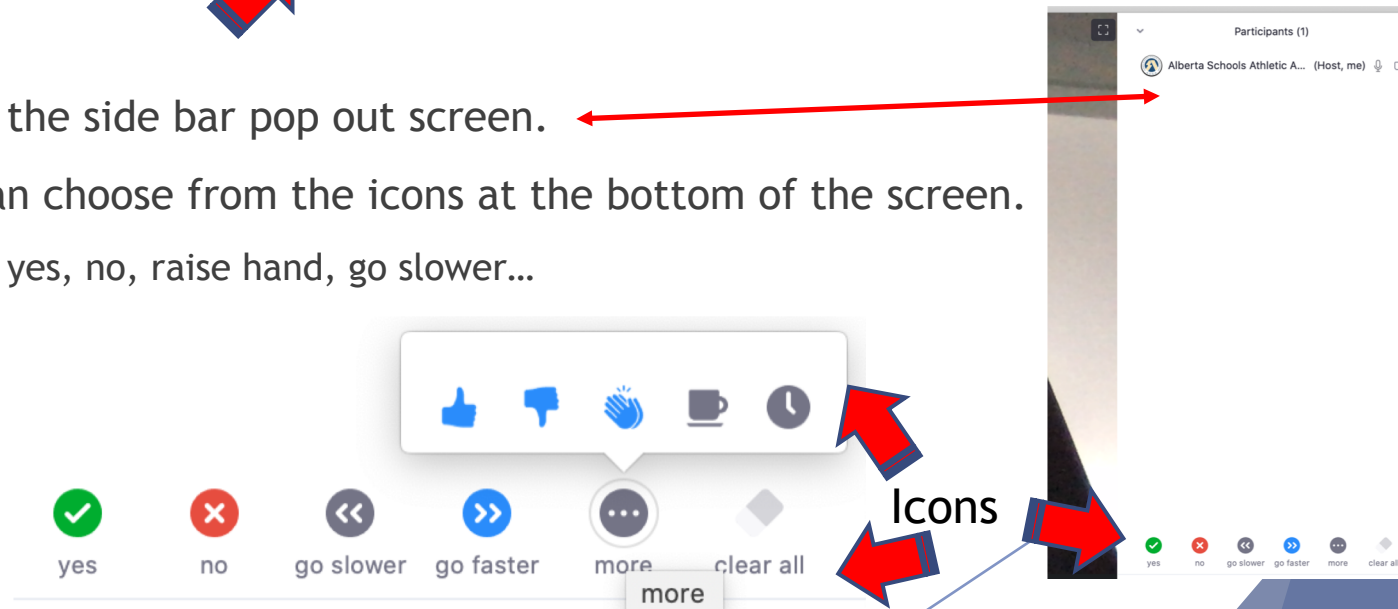 Participants (1)
Alberta Schools Athletic A... (Host, me)
the side bar pop out screen.
an choose from the icons at the bottom of the screen.
yes, no, raise hand, go slower…
Icons
yes no go slower go faster more clear all
more
yes no go slower go faster more clear all